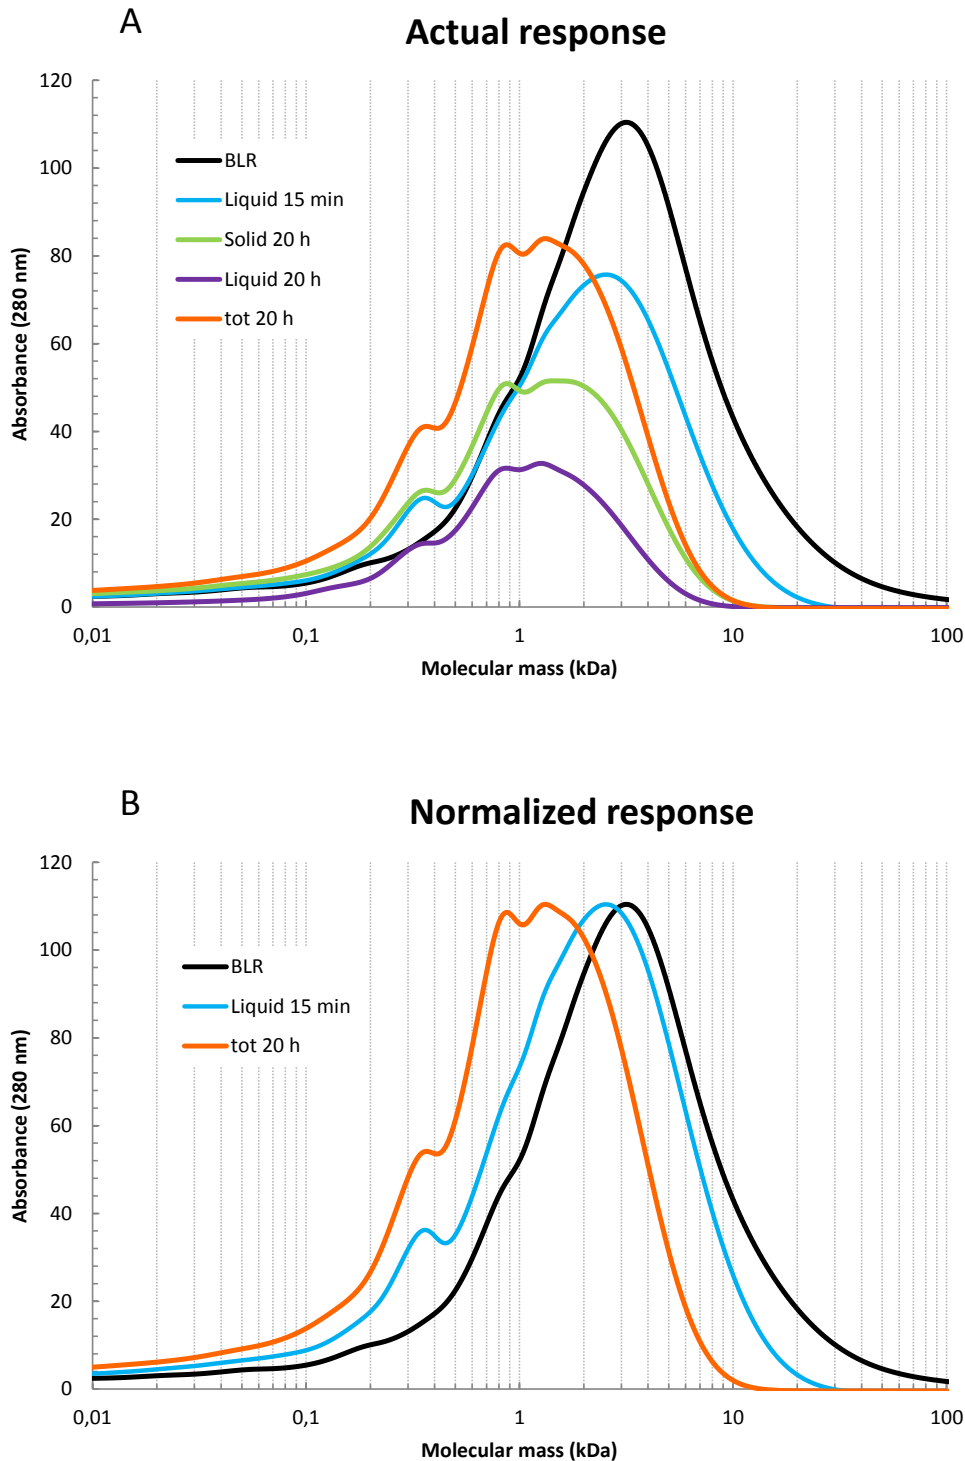 A
Actual response
120
100
80
60
40
20
0
Absorbance (280 nm)
BLR
Liquid 15 min
Solid 20 h
Liquid 20 h
tot 20 h
0,01
0,1
1
10
100
Molecular mass (kDa)
B
Normalized response
120
100
80
60
40
20
0
Absorbance (280 nm)
BLR
Liquid 15 min
tot 20 h
0,01
0,1
1
10
100
Molecular mass (kDa)